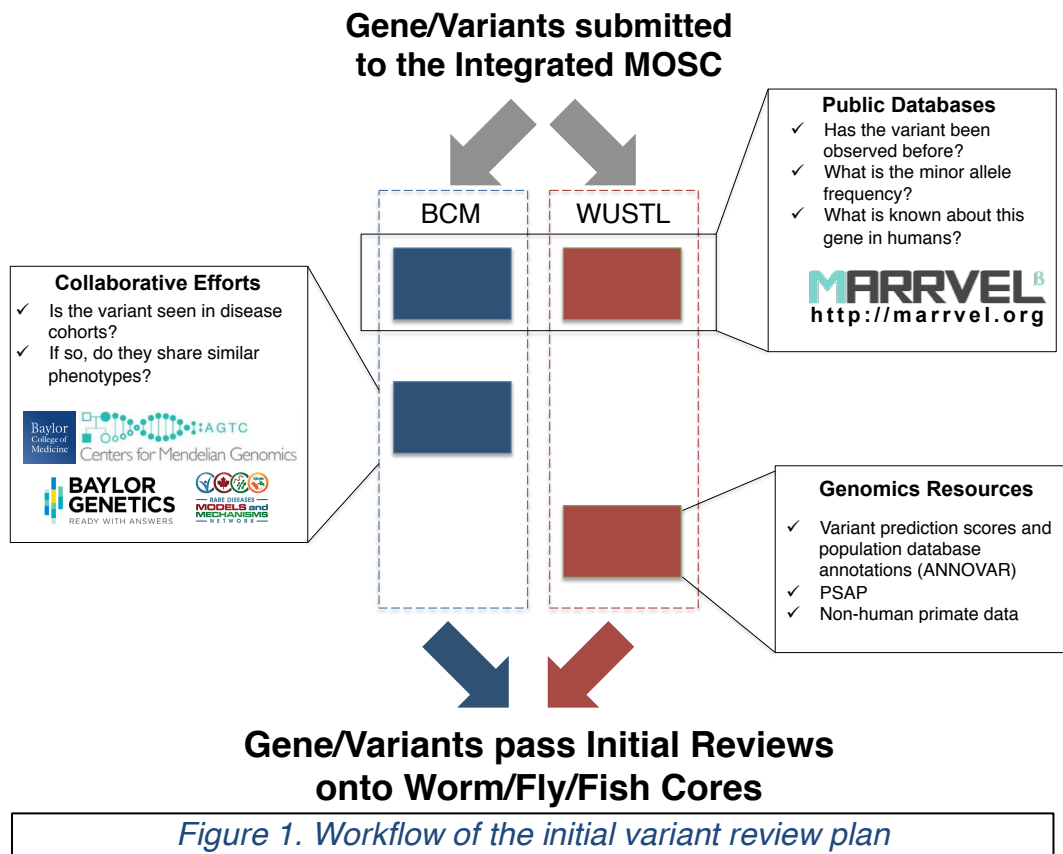 Gene/Variants submitted
to the Integrated MOSC
Public Databases
✓ Has the variant been
observed before?
✓ What is the minor allele
frequency?
✓ What is known about this
gene in humans?
MARRVEL β
http://marrvel.org
BCM
WUSTL
Collaborative Efforts
✓ Is the variant seen in disease
cohorts?
✓ If so, do they share similar
phenotypes?
Baylor
College of
Medicine
AGTC
Centers for Mendelian Genomics
BAYLOR
GENETICS
READY WITH ANSWERS
RARE DISEASES
MODELS and
MECHANISMS
NETWORK
Genomics Resources
✓ Variant prediction scores and
population database
annotations (ANNOVAR)
✓ PSAP
✓ Non-human primate data
Gene/Variants pass Initial Reviews
onto Worm/Fly/Fish Cores
Figure 1. Workflow of the initial variant review plan